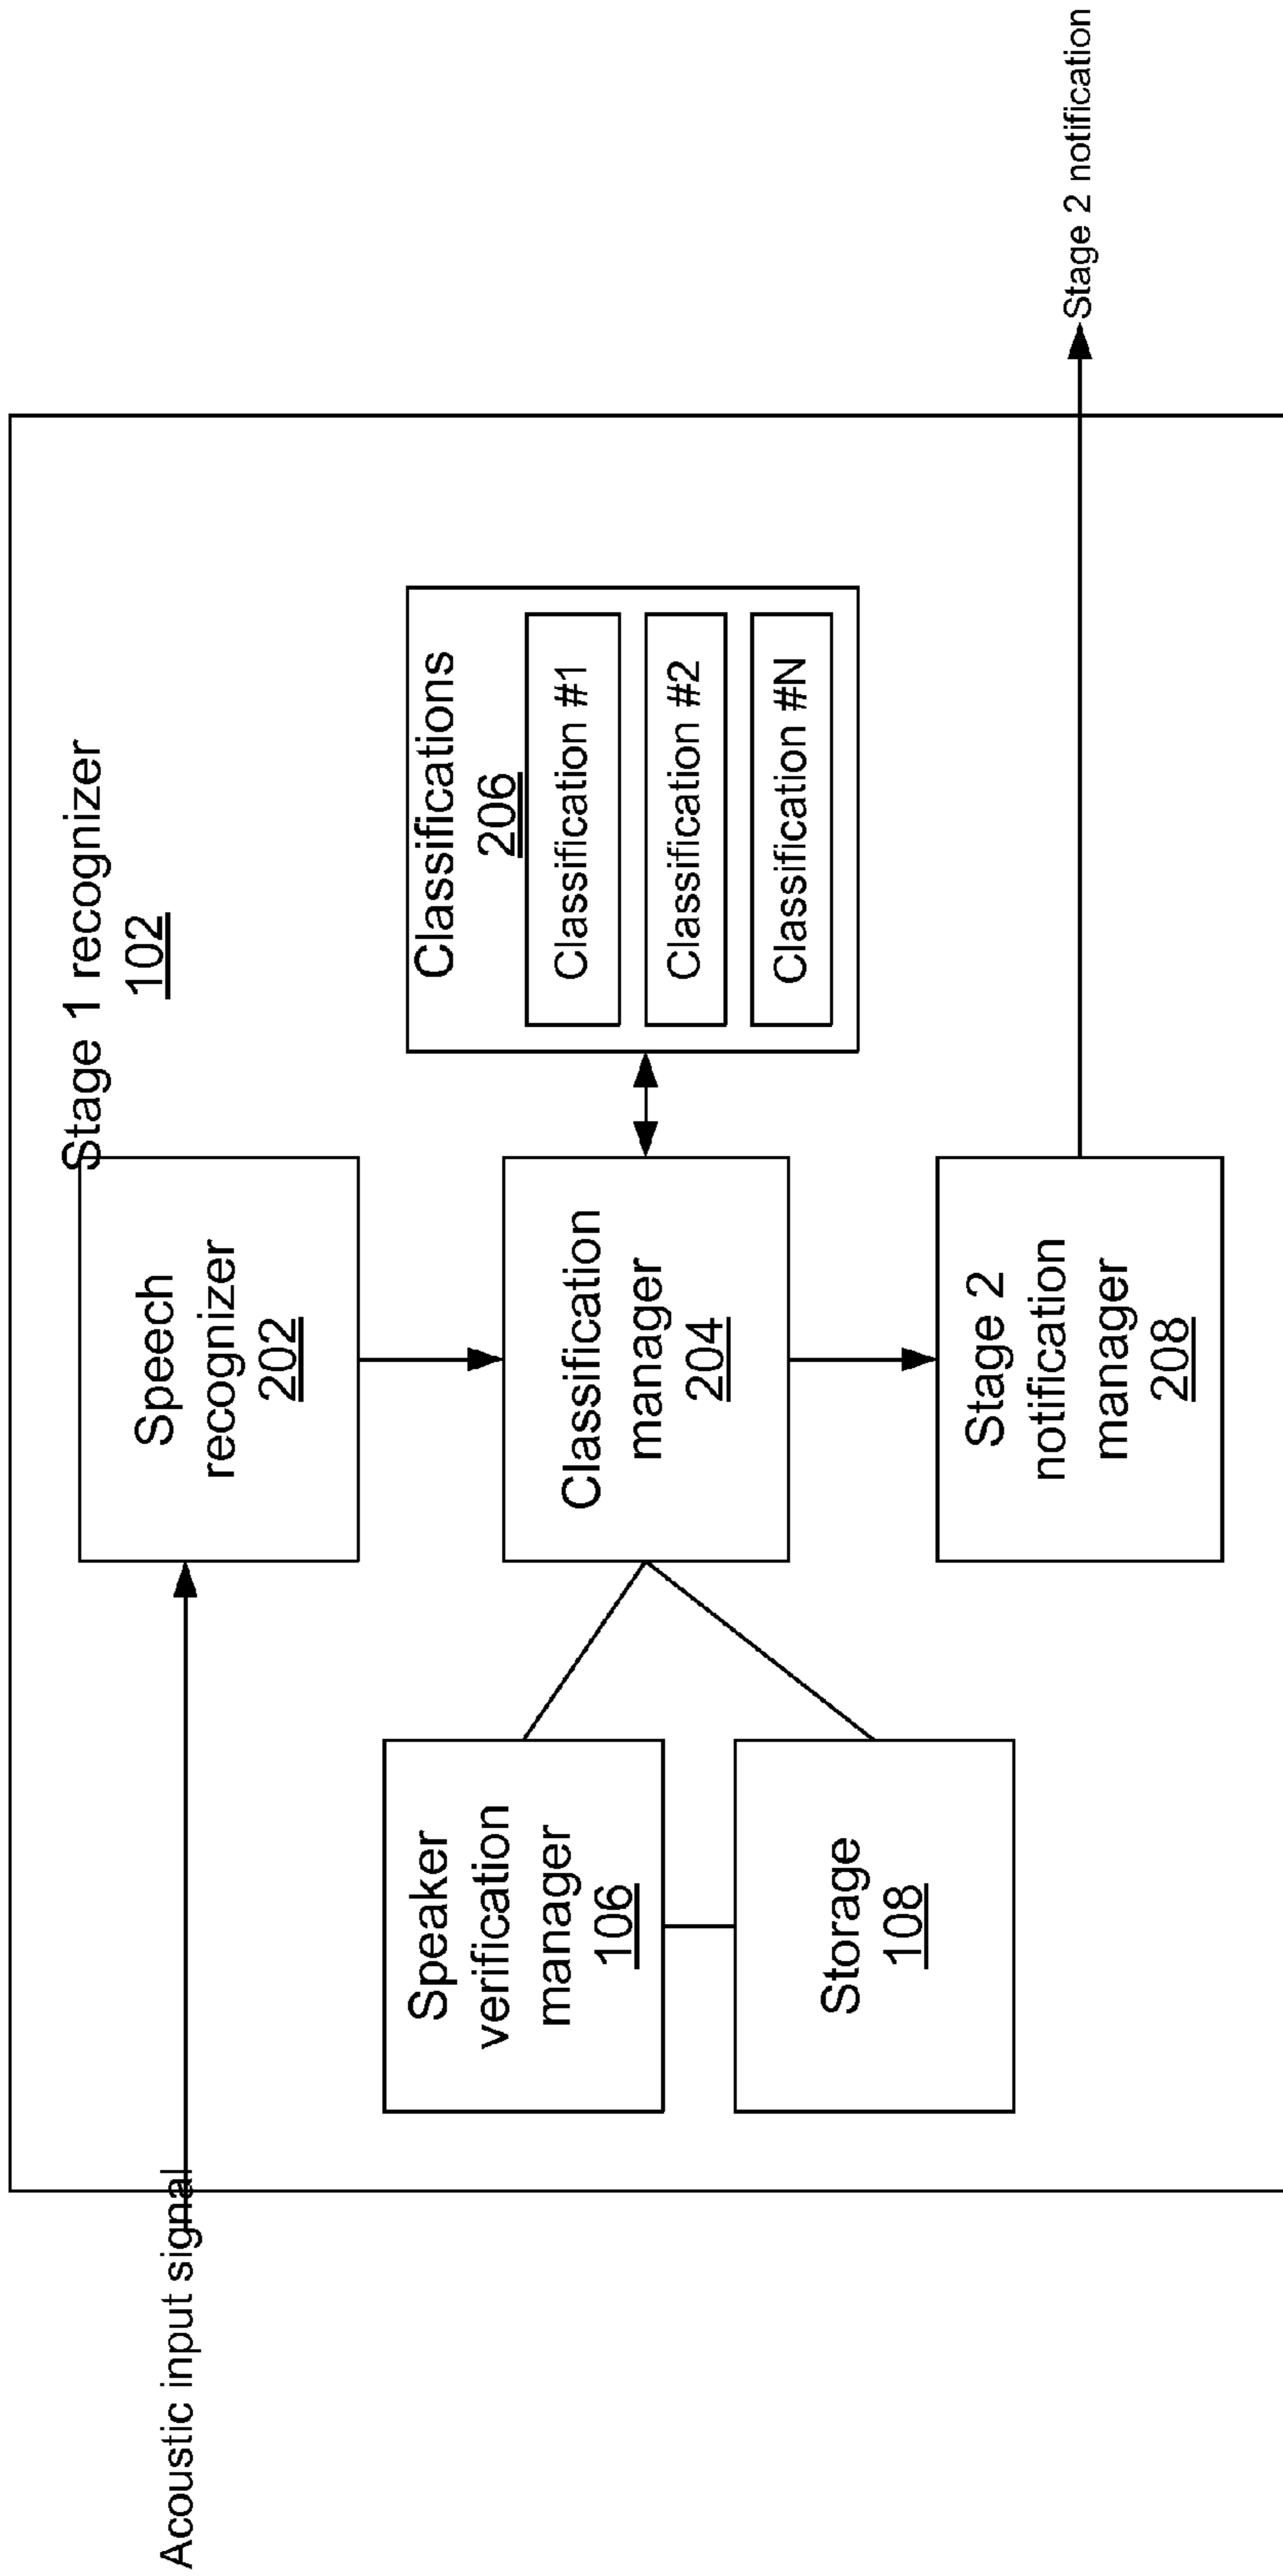 Stage 1 recognizer
102
Acoustic input signal
Speech
recognizer
202
Speaker
verification
manager
106
Storage
108
Classification
manager
204
Classifications
206
Classification #1
Classification #2
Classification #N
Stage 2
notification
manager
208
Stage 2 notification